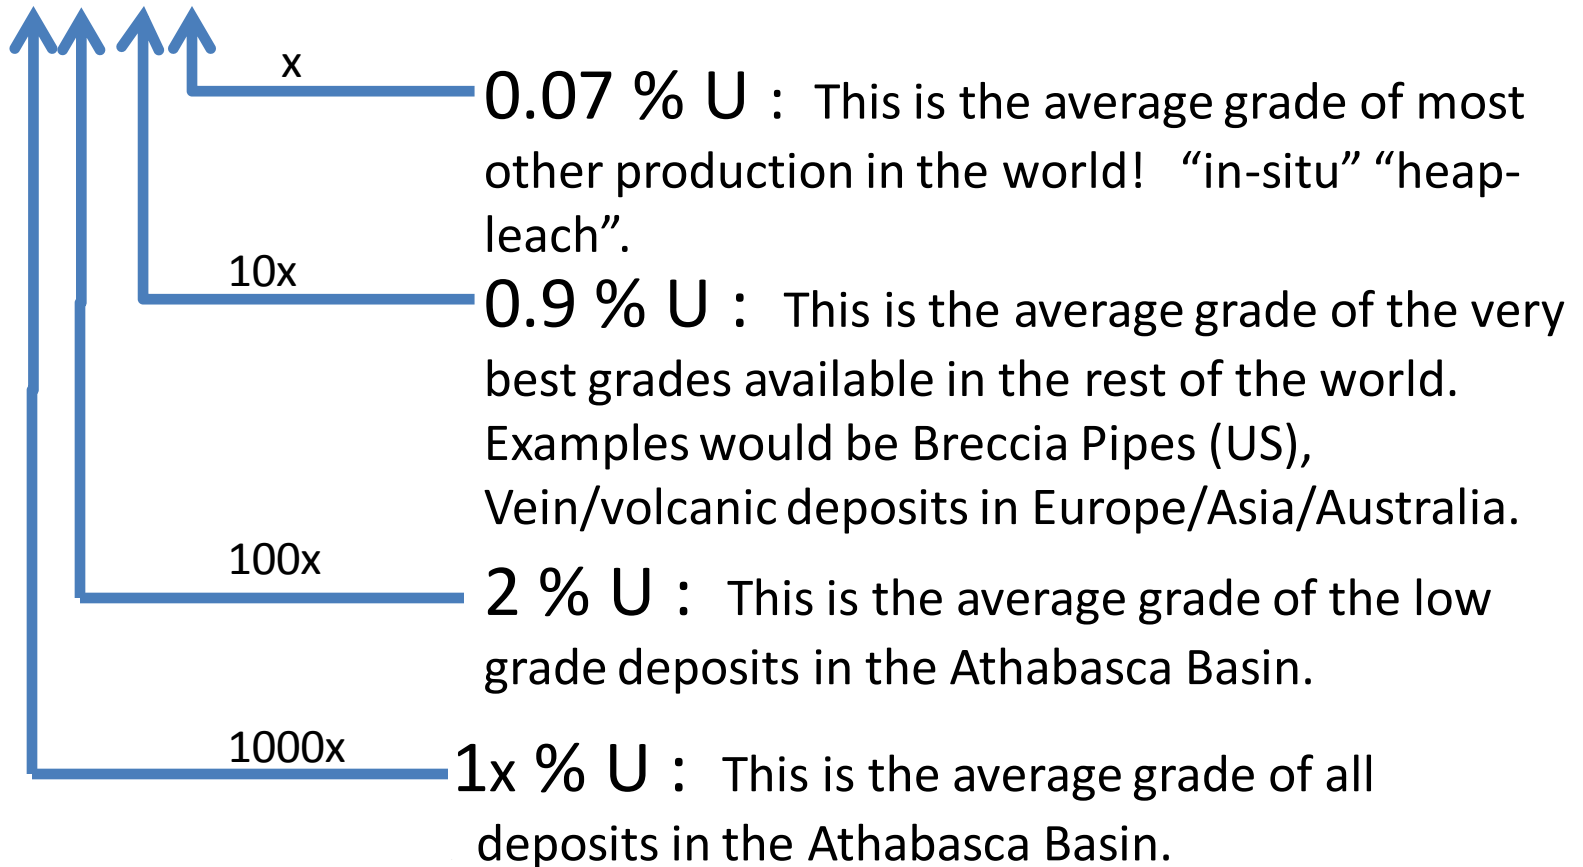 x
0.07 % U : This is the average grade of most
other production in the world! “in-situ” “heap-
leach”.
10x
0.9 % U : This is the average grade of the very
best grades available in the rest of the world.
Examples would be Breccia Pipes (US),
Vein/volcanic deposits in Europe/Asia/Australia.
100x
2 % U : This is the average grade of the low
grade deposits in the Athabasca Basin.
1000x
1x % U : This is the average grade of all
deposits in the Athabasca Basin.